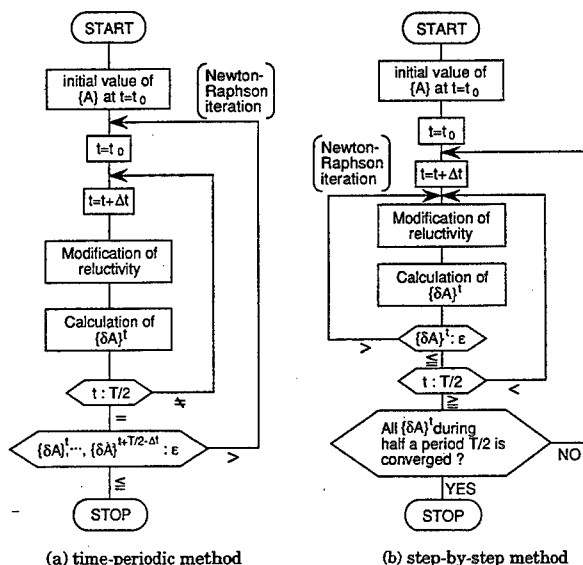 START
initial value of
{A} at t=t₀
(Newton-
Raphson
iteration)
t=t₀
t=t+Δt
Modification of
reluctivity
Calculation of
{δA}ᵗ
t : T/2
≠
=
{δA}ᵗ,···, {δA}ᵗ⁺ᵀ/²⁻Δᵗ : ε
>
≦
STOP
(a) time-periodic method
START
initial value of
{A} at t=t₀
t=t₀
(Newton-
Raphson
iteration)
t=t+Δt
Modification of
reluctivity
Calculation of
{δA}ᵗ
{δA}ᵗ : ε
>
≦
t : T/2
<
≧
All {δA}ᵗ during
half a period T/2 is
converged ?
NO
YES
STOP
(b) step-by-step method